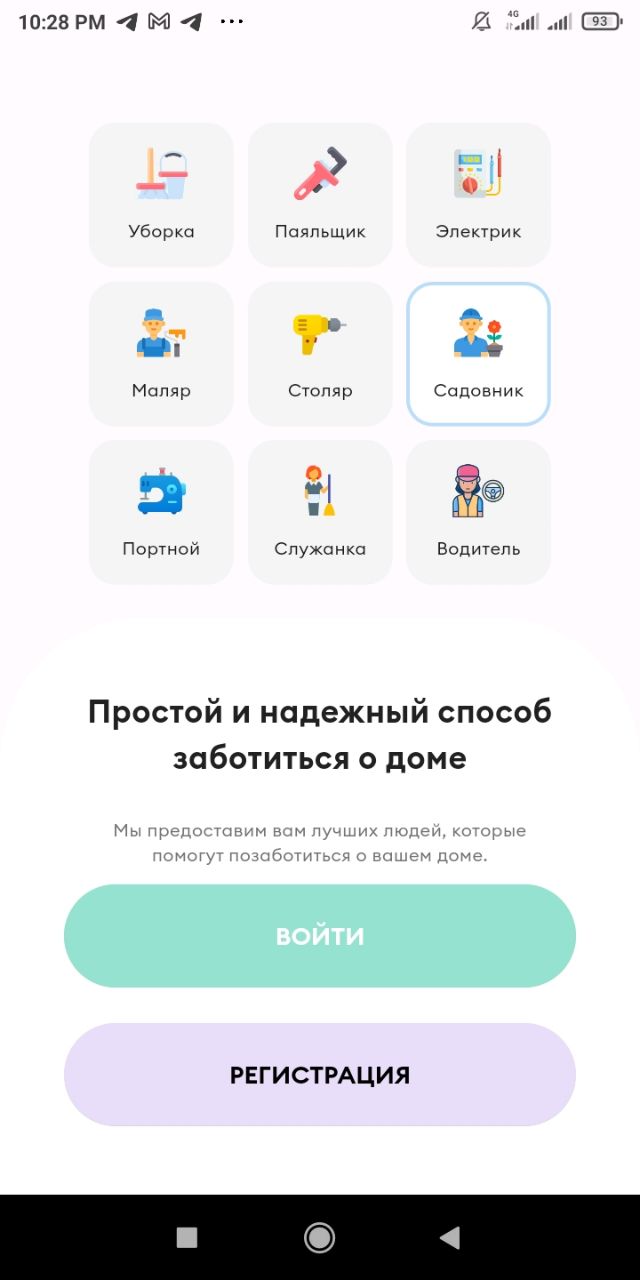 10:28 PM
4G
93
Уборка
Паяльщик
Электрик
Маляр
Столяр
Садовник
Портной
Служанка
Водитель
Простой и надежный способ
заботиться о доме
Мы предоставим вам лучших людей, которые
помогут позаботиться о вашем доме.
ВОЙТИ
РЕГИСТРАЦИЯ